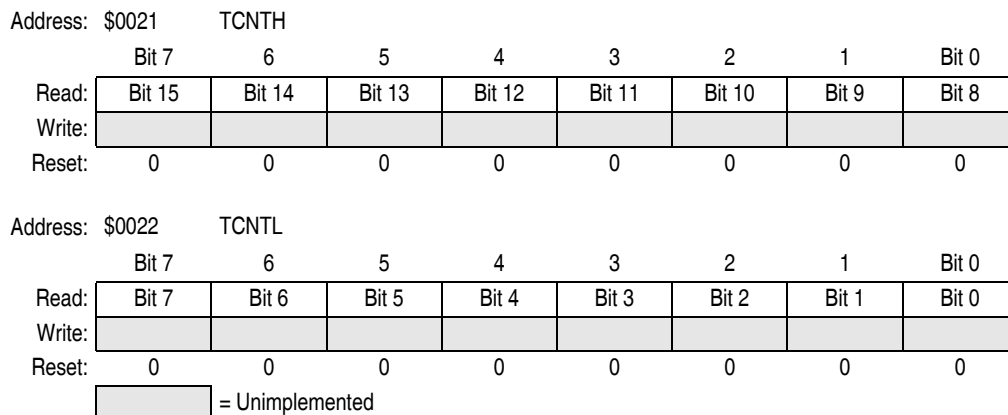 Address: $0021 TCNTH
Bit 7 6 5 4 3 2 1 Bit 0
Read: Bit 15 Bit 14 Bit 13 Bit 12 Bit 11 Bit 10 Bit 9 Bit 8
Write:
Reset: 0 0 0 0 0 0 0 0
Address: $0022 TCNTL
Bit 7 6 5 4 3 2 1 Bit 0
Read: Bit 7 Bit 6 Bit 5 Bit 4 Bit 3 Bit 2 Bit 1 Bit 0
Write:
Reset: 0 0 0 0 0 0 0 0
= Unimplemented